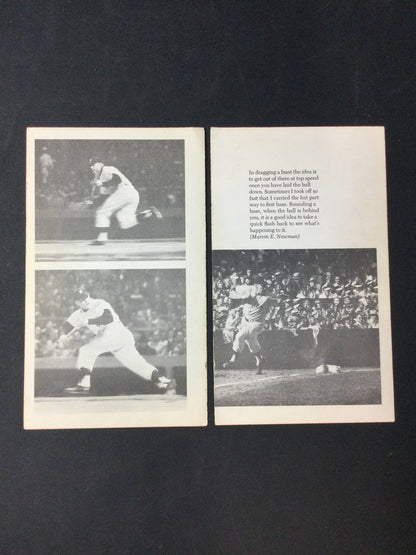 In dragging a bunt the idea is
to get out of there at top speed
once you have laid the ball
down. Sometimes I took off so
fast that I carried the bat part
way to first base. Rounding a
base, when the ball is behind
you, it is a good idea to take a
quick flash back to see what's
happening to it.
(Marvin E. Newman)